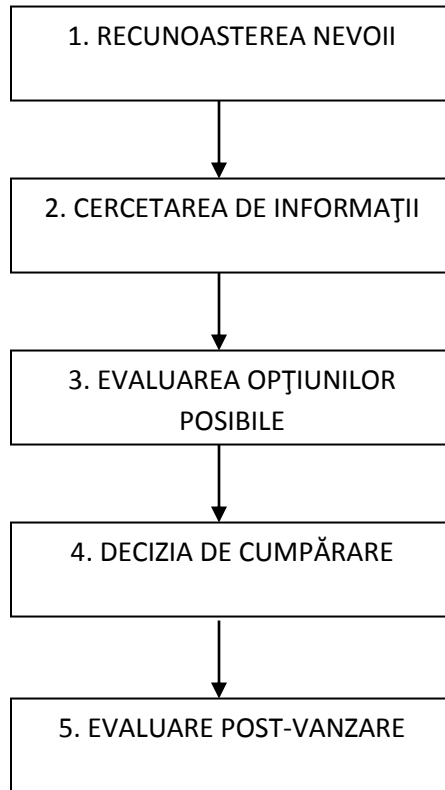 1. RECUNOASTEREA NEVOII
2. CERCETAREA DE INFORMAŢII
3. EVALUAREA OPŢIUNILOR
POSIBILE
4. DECIZIA DE CUMPĂRARE
5. EVALUARE POST-VANZARE